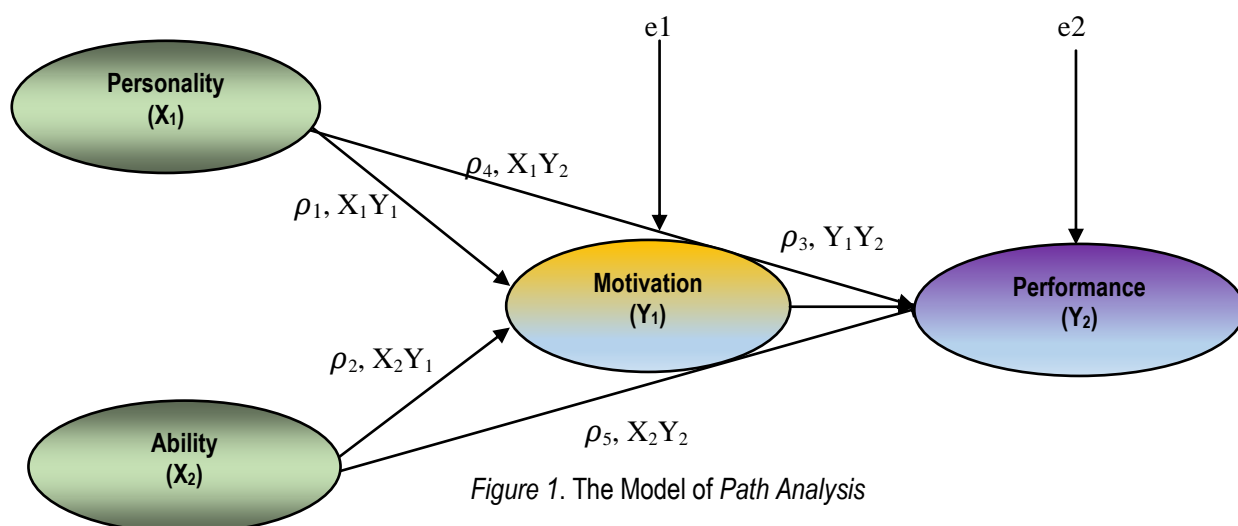 e1
e2
Personality
(X₁)
ρ₄, X₁Y₂
ρ₁, X₁Y₁
ρ₃, Y₁Y₂
Motivation
(Y₁)
Performance
(Y₂)
ρ₂, X₂Y₁
ρ₅, X₂Y₂
Ability
(X₂)
Figure 1. The Model of Path Analysis